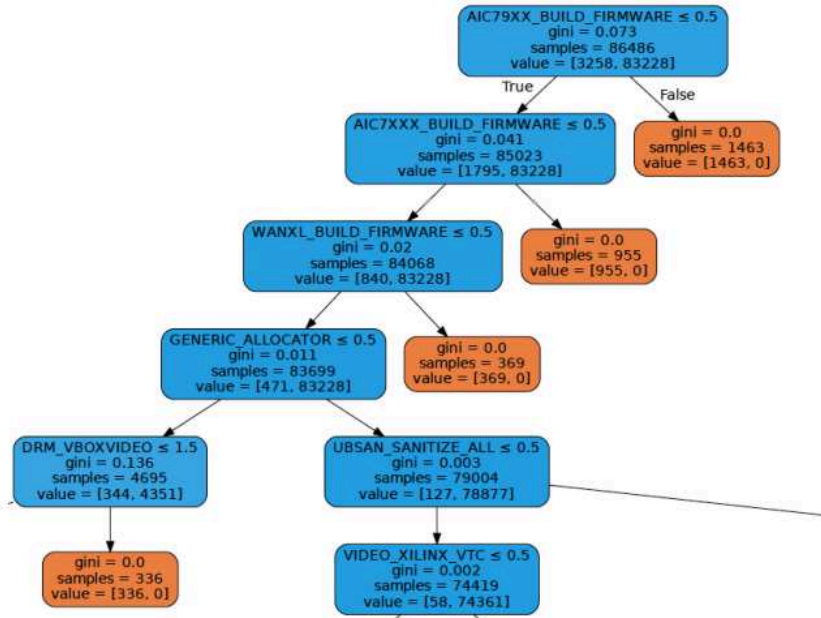 AIC79XX_BUILD_FIRMWARE ≤ 0.5
gini = 0.073
samples = 86486
value = [3258, 83228]
True
False
AIC7XXX_BUILD_FIRMWARE ≤ 0.5
gini = 0.041
samples = 85023
value = [1795, 83228]
gini = 0.0
samples = 1463
value = [1463, 0]
WANXL_BUILD_FIRMWARE ≤ 0.5
gini = 0.02
samples = 84068
value = [840, 83228]
gini = 0.0
samples = 955
value = [955, 0]
GENERIC_ALLOCATOR ≤ 0.5
gini = 0.011
samples = 83699
value = [471, 83228]
gini = 0.0
samples = 369
value = [369, 0]
DRM_VBOXVIDEO ≤ 1.5
gini = 0.136
samples = 4695
value = [344, 4351]
UBSAN_SANITIZE_ALL ≤ 0.5
gini = 0.003
samples = 79004
value = [127, 78877]
gini = 0.0
samples = 336
value = [336, 0]
VIDEO_XILINX_VTC ≤ 0.5
gini = 0.002
samples = 74419
value = [58, 74361]